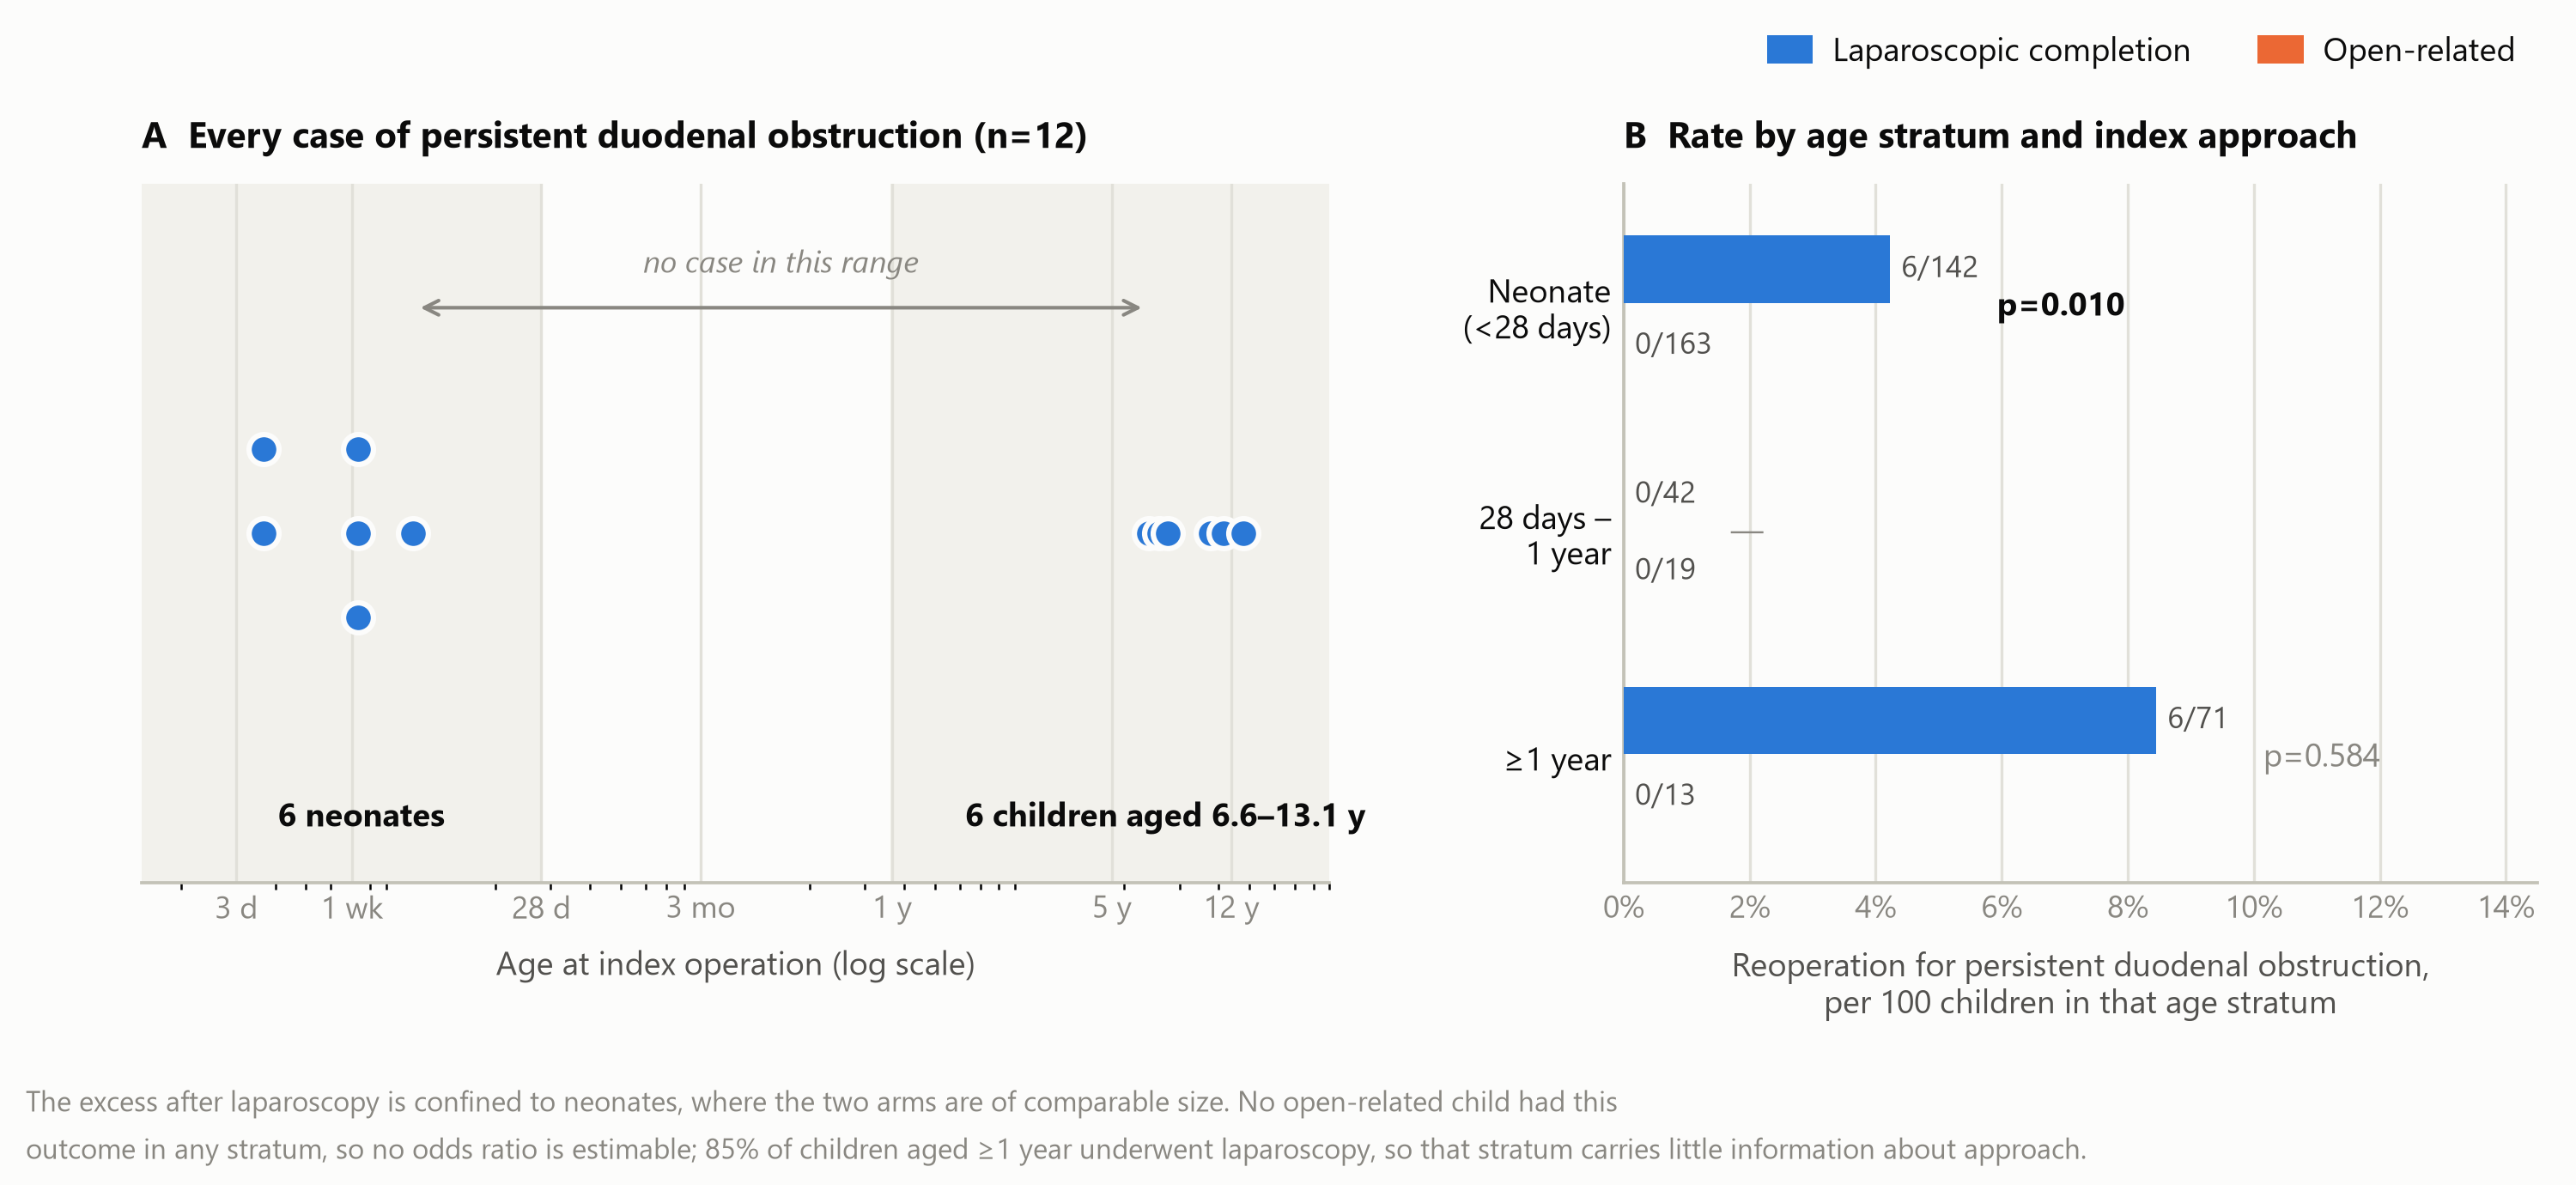 Laparoscopic completion
Open-related
A Every case of persistent duodenal obstruction (n=12)
no case in this range
6 neonates
6 children aged 6.6–13.1 y
3 d
1 wk
28 d
3 mo
1 y
5 y
12 y
Age at index operation (log scale)
B Rate by age stratum and index approach
Neonate
(<28 days)
6/142
p=0.010
0/163
28 days –
1 year
0/42
—
0/19
≥1 year
6/71
p=0.584
0/13
0%
2%
4%
6%
8%
10%
12%
14%
Reoperation for persistent duodenal obstruction,
per 100 children in that age stratum
The excess after laparoscopy is confined to neonates, where the two arms are of comparable size. No open-related child had this
outcome in any stratum, so no odds ratio is estimable; 85% of children aged ≥1 year underwent laparoscopy, so that stratum carries little information about approach.